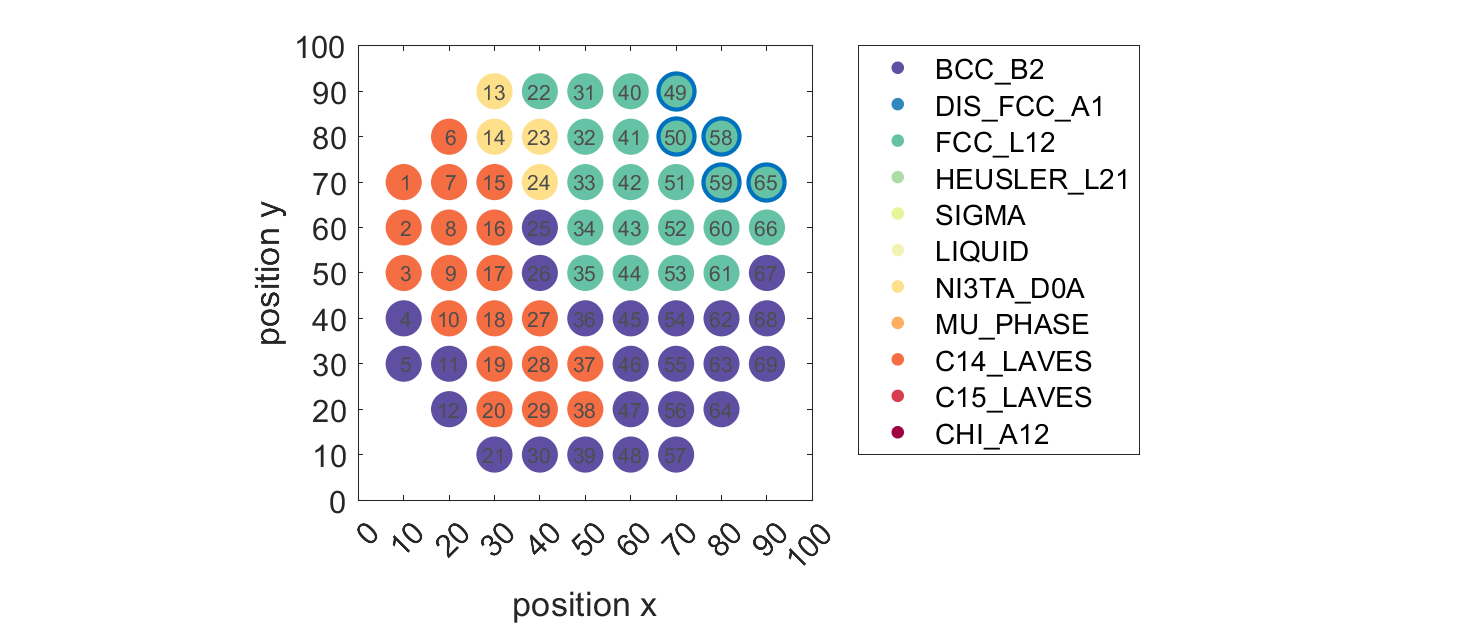 100
90 13 22 31 40 49
80 6 14 23 32 41 50 58
70 1 7 15 24 33 42 51 59 65
60 2 8 16 25 34 43 52 60 66
50 3 9 17 26 35 44 53 61 67
40 4 10 18 27 36 45 54 62 68
30 5 11 19 28 37 46 55 63 69
20 12 20 29 38 47 56 64
10 21 30 39 48 57
0
position y
0 10 20 30 40 50 60 70 80 90 100
position x
BCC_B2
DIS_FCC_A1
FCC_L12
HEUSLER_L21
SIGMA
LIQUID
NI3TA_D0A
MU_PHASE
C14_LAVES
C15_LAVES
CHI_A12